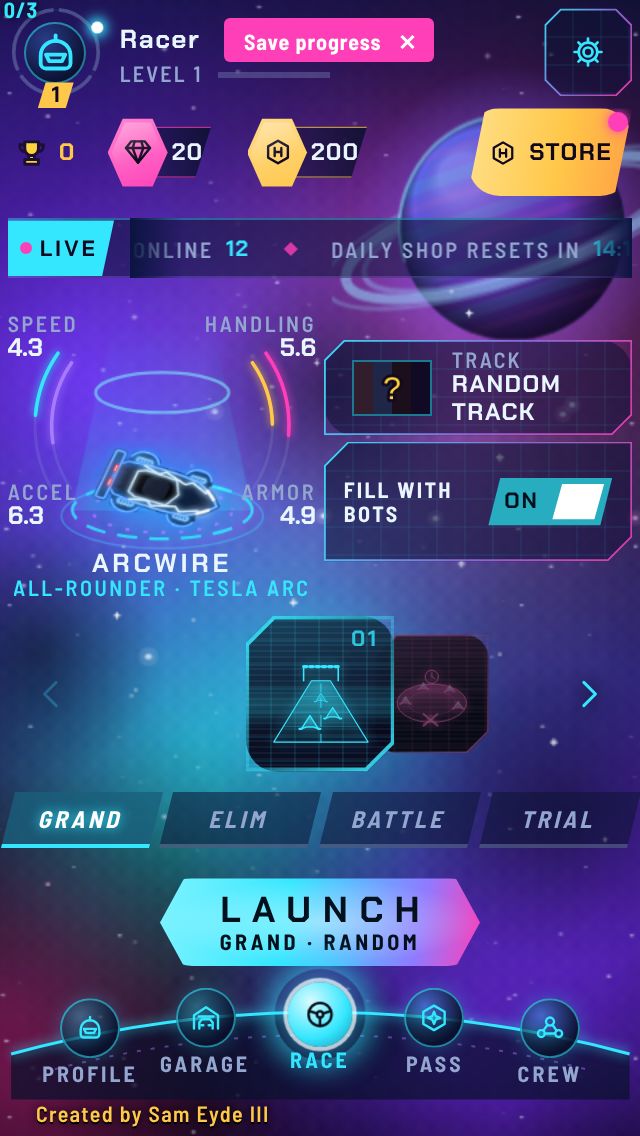 0/3
Racer
Save progress ✕
LEVEL 1
1
0
20
200
STORE
LIVE
ONLINE 12 ◆ DAILY SHOP RESETS IN 14:
SPEED
4.3
HANDLING
5.6
TRACK
RANDOM
TRACK
?
ACCEL
6.3
ARMOR
4.9
FILL WITH
BOTS
ON
ARCWIRE
ALL-ROUNDER · TESLA ARC
01
GRAND
ELIM
BATTLE
TRIAL
LAUNCH
GRAND · RANDOM
PROFILE
GARAGE
RACE
PASS
CREW
Created by Sam Eyde III